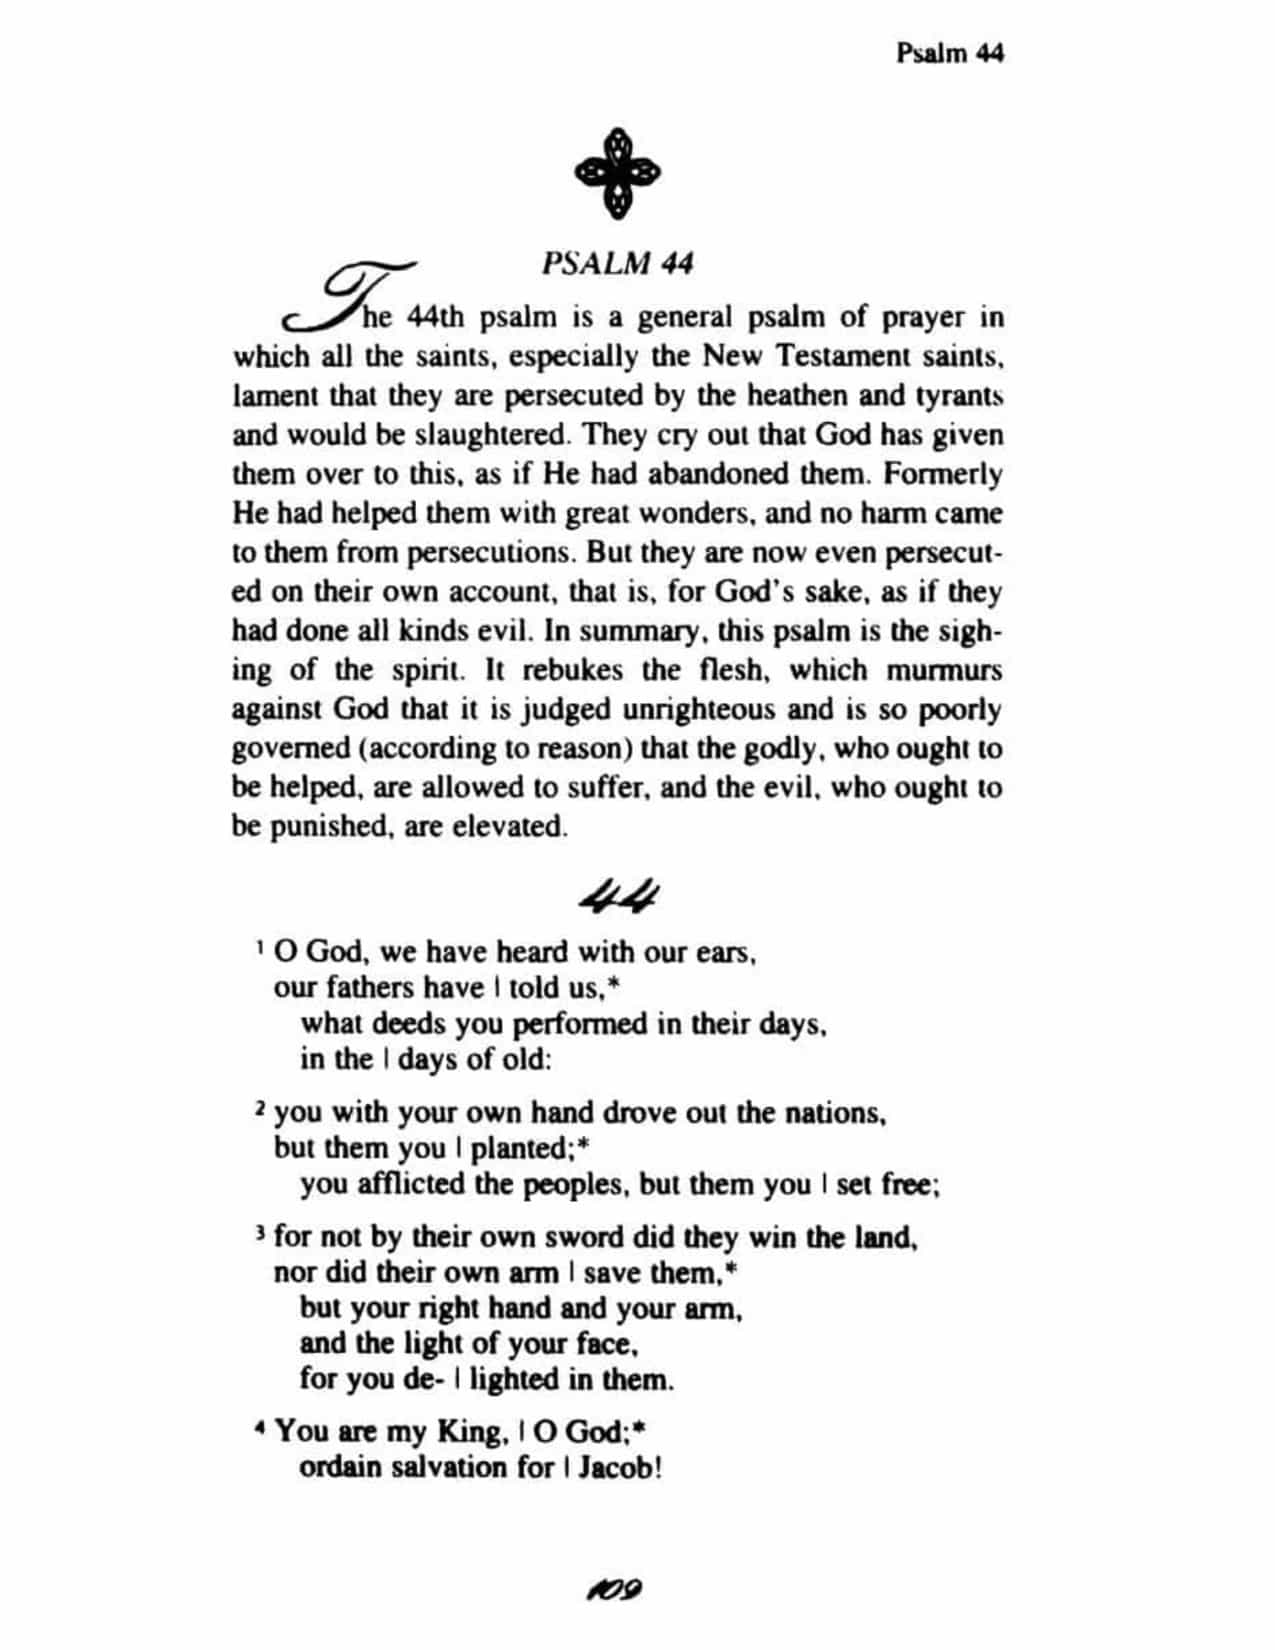 Psalm 44
PSALM 44
The 44th psalm is a general psalm of prayer in
which all the saints, especially the New Testament saints,
lament that they are persecuted by the heathen and tyrants
and would be slaughtered. They cry out that God has given
them over to this, as if He had abandoned them. Formerly
He had helped them with great wonders, and no harm came
to them from persecutions. But they are now even persecut-
ed on their own account, that is, for God's sake, as if they
had done all kinds evil. In summary, this psalm is the sigh-
ing of the spirit. It rebukes the flesh, which murmurs
against God that it is judged unrighteous and is so poorly
governed (according to reason) that the godly, who ought to
be helped, are allowed to suffer, and the evil, who ought to
be punished, are elevated.
44
1 O God, we have heard with our ears,
our fathers have | told us,*
what deeds you performed in their days,
in the | days of old:
2 you with your own hand drove out the nations,
but them you | planted;*
you afflicted the peoples, but them you | set free;
3 for not by their own sword did they win the land,
nor did their own arm | save them,*
but your right hand and your arm,
and the light of your face,
for you de- | lighted in them.
4 You are my King, | O God;*
ordain salvation for | Jacob!
109